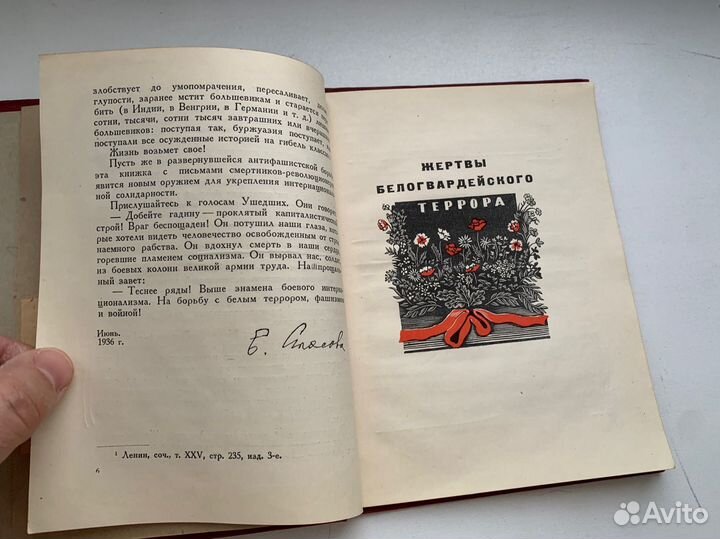 злобствует до умопомрачения, пересаливает, делает
глупости, заранее мстит большевикам и старается
бить (в Индии, в Венгрии, в Германии и т. д.)
сотни, тысячи, сотни тысяч завтрашних или
большевиков: поступая так, буржуазия поступает,
поступали все осужденные историей на гибель
Жизнь возьмет свое!
Пусть же в развернувшейся антифашистской
эта книжка с письмами смертников-революционеров
явится новым оружием для укрепления
ной солидарности.
Прислушайтесь к голосам Ушедших. Они
— Добейте гадину — проклятый капиталистический
строй! Враг беспощаден! Он потушил наши глаза,
рые хотели видеть человечество освобожденным от
наемного рабства. Он вдохнул смерть в наши
горевшие пламенем социализма. Он вырвал нас,
из боевых колонн великой армии труда. Наш
ный завет:
— Теснее ряды! Выше знамена боевого
ционализма. На борьбу с белым террором, фашизмом
и войной!
Июнь.
1936 г.
Е. Стасова
¹ Ленин, соч., т. XXV, стр. 235, изд. 3-е.
6
ЖЕРТВЫ
БЕЛОГВАРДЕЙСКОГО
ТЕРРОРА
Avito